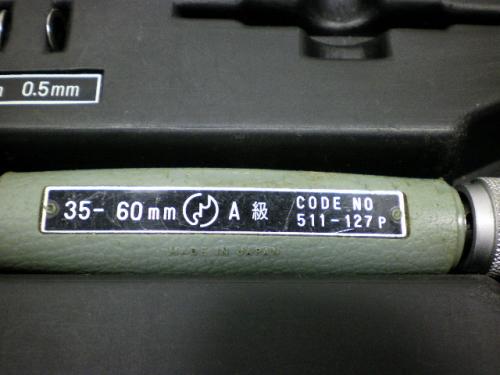 0.5mm
35- 60mm A 級 CODE NO
511-127P
MADE IN JAPAN